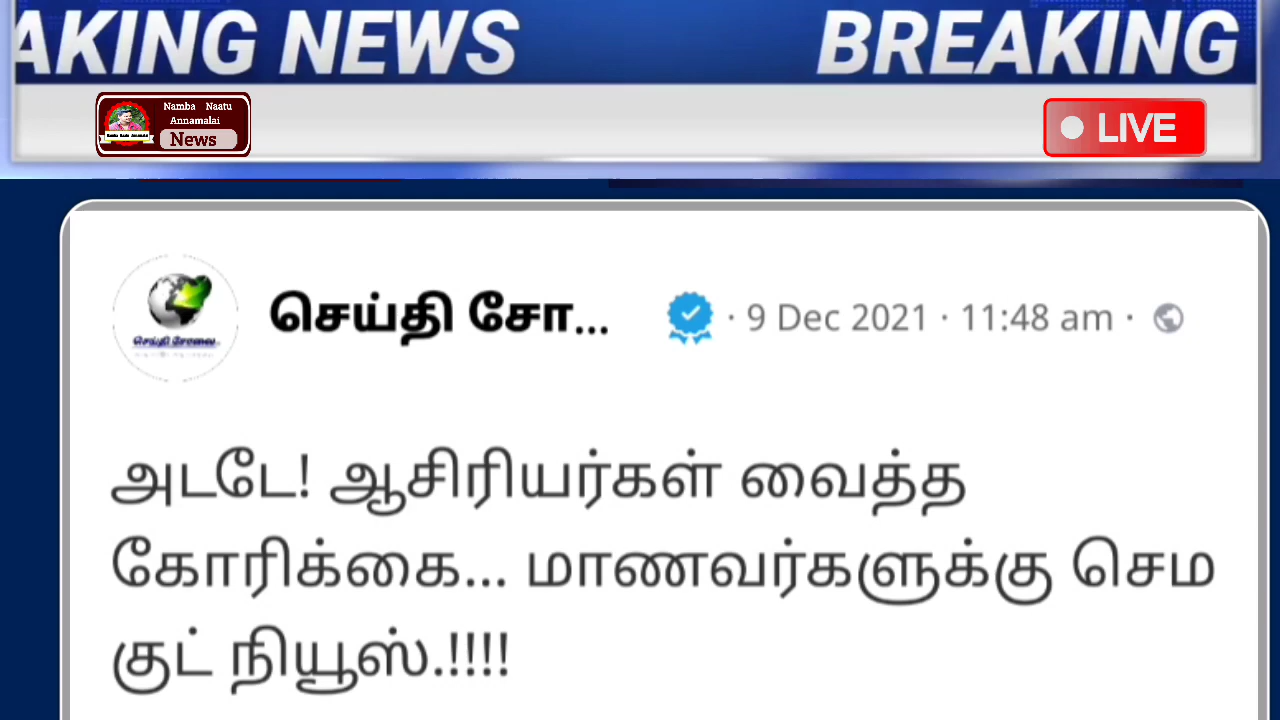 AKING NEWS BREAKING
Namba Naatu
Annamalai
News
LIVE
செய்தி சோ... · 9 Dec 2021 · 11:48 am ·
செய்தி சோலை
அடடே! ஆசிரியர்கள் வைத்த
கோரிக்கை... மாணவர்களுக்கு செம
குட் நியூஸ்.!!!!